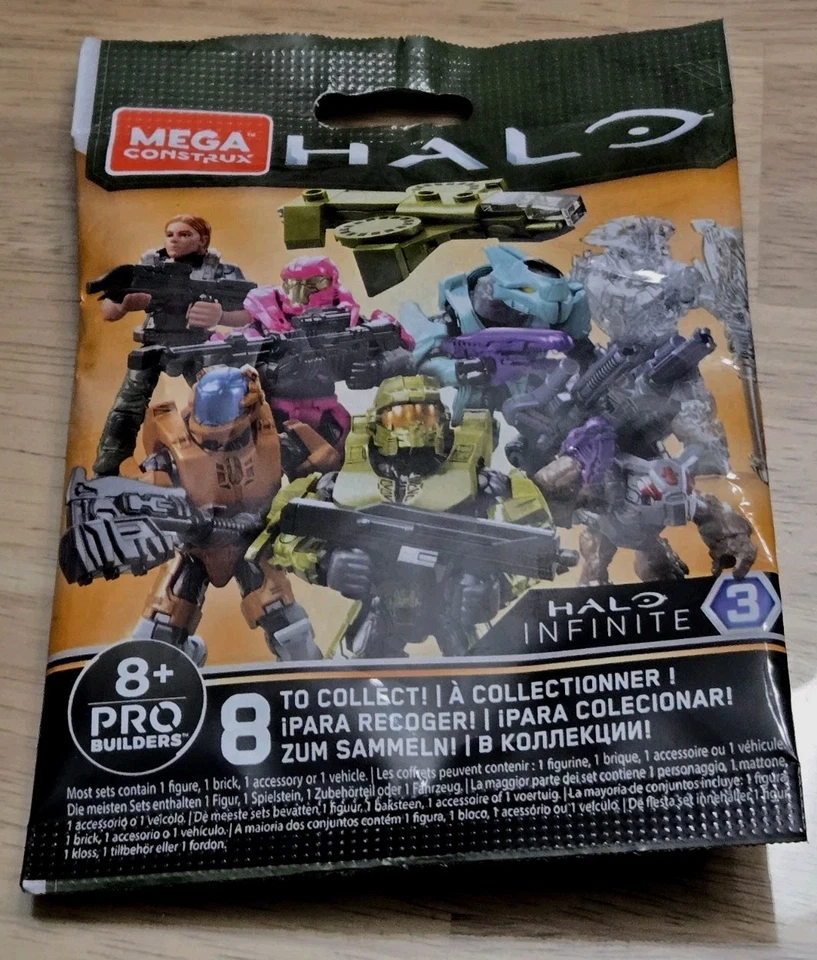 MEGA™
CONSTRUX
HALO
HALO
INFINITE
3
8+
PRO
BUILDERS™
8
TO COLLECT! | À COLLECTIONNER !
¡PARA RECOGER! | ¡PARA COLECIONAR!
ZUM SAMMELN! | В КОЛЛЕКЦИИ!
Most sets contain 1 figure, 1 brick, 1 accessory or 1 vehicle. | Les coffrets peuvent contenir : 1 figurine, 1 brique, 1 accessoire ou 1 véhicule.
Die meisten Sets enthalten 1 Figur, 1 Spielstein, 1 Zubehörteil oder 1 Fahrzeug. | La maggior parte dei set contiene 1 personaggio, 1 mattone,
1 accessorio o 1 veicolo. | De meeste sets bevatten 1 figuur, 1 baksteen, 1 accessoire of 1 voertuig. | La mayoría de conjuntos incluye: 1 figura,
1 brick, 1 accesorio o 1 vehículo. | A maioria dos conjuntos contém 1 figura, 1 bloco, 1 acessório ou 1 veículo. | De flesta set innehåller 1 figur,
1 kloss, 1 tillbehör eller 1 fordon.